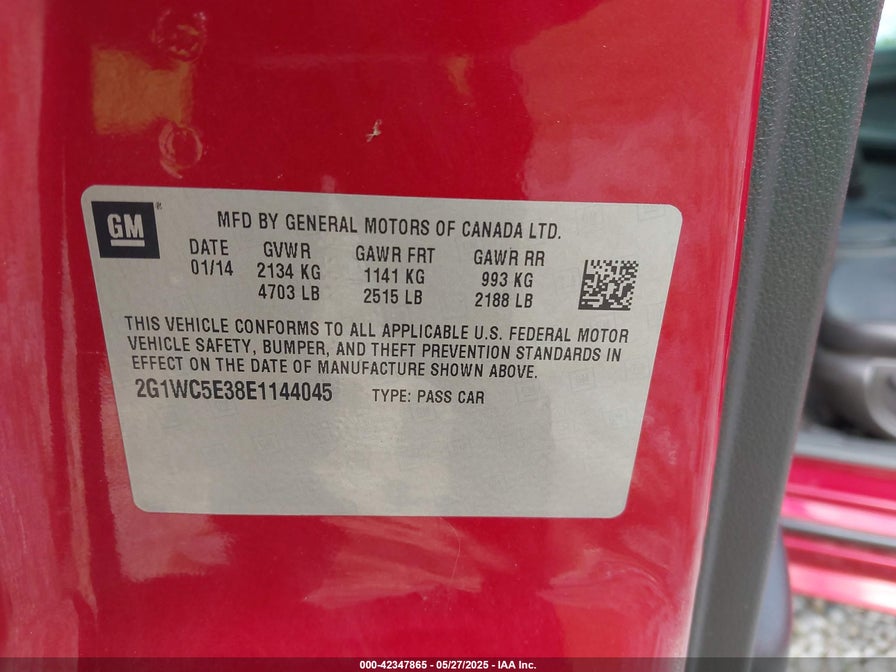 GM
MFD BY GENERAL MOTORS OF CANADA LTD.
DATE GVWR GAWR FRT GAWR RR
01/14 2134 KG 1141 KG 993 KG
4703 LB 2515 LB 2188 LB
THIS VEHICLE CONFORMS TO ALL APPLICABLE U.S. FEDERAL MOTOR
VEHICLE SAFETY, BUMPER, AND THEFT PREVENTION STANDARDS IN
EFFECT ON THE DATE OF MANUFACTURE SHOWN ABOVE.
2G1WC5E38E1144045 TYPE: PASS CAR
000-42347865 - 05/27/2025 - IAA Inc.